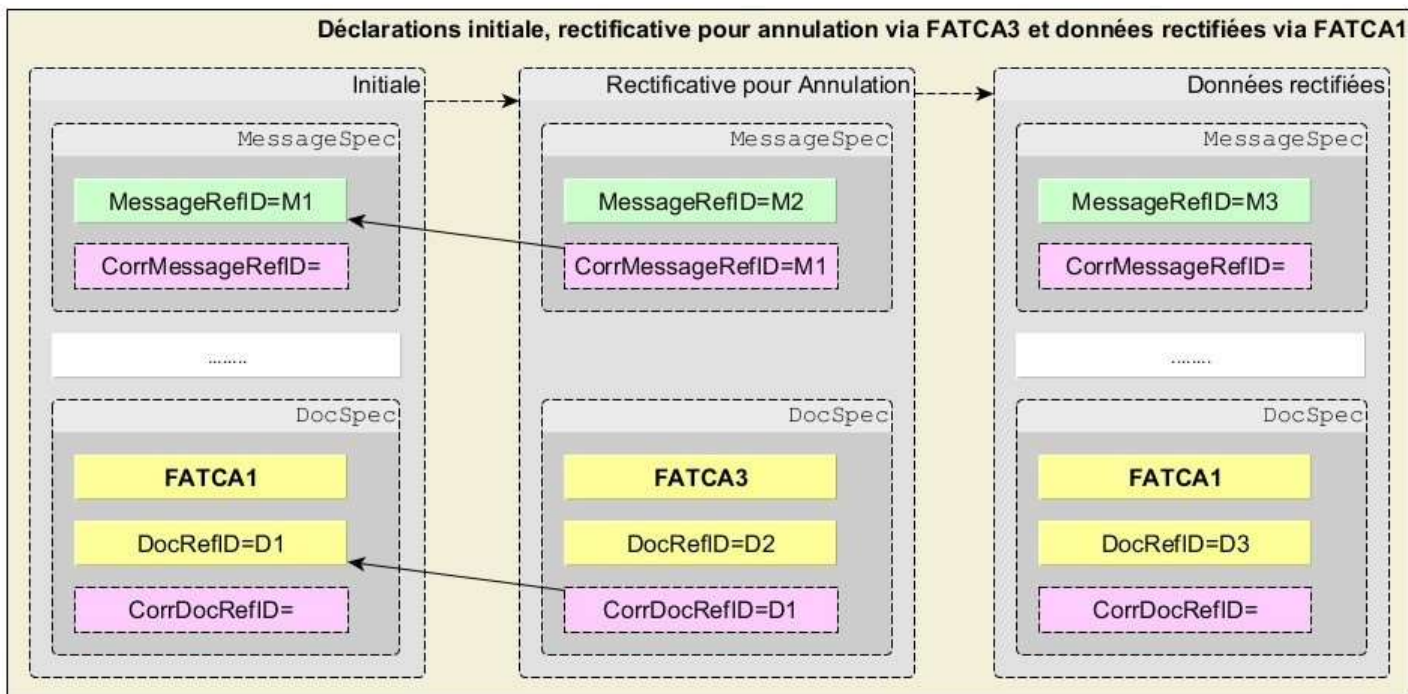 Déclarations initiale, rectificative pour annulation via FATCA3 et données rectifiées via FATCA1
Initiale
MessageSpec
MessageRefID=M1
CorrMessageRefID=
........
DocSpec
FATCA1
DocRefID=D1
CorrDocRefID=
Rectificative pour Annulation
MessageSpec
MessageRefID=M2
CorrMessageRefID=M1
DocSpec
FATCA3
DocRefID=D2
CorrDocRefID=D1
Données rectifiées
MessageSpec
MessageRefID=M3
CorrMessageRefID=
........
DocSpec
FATCA1
DocRefID=D3
CorrDocRefID=